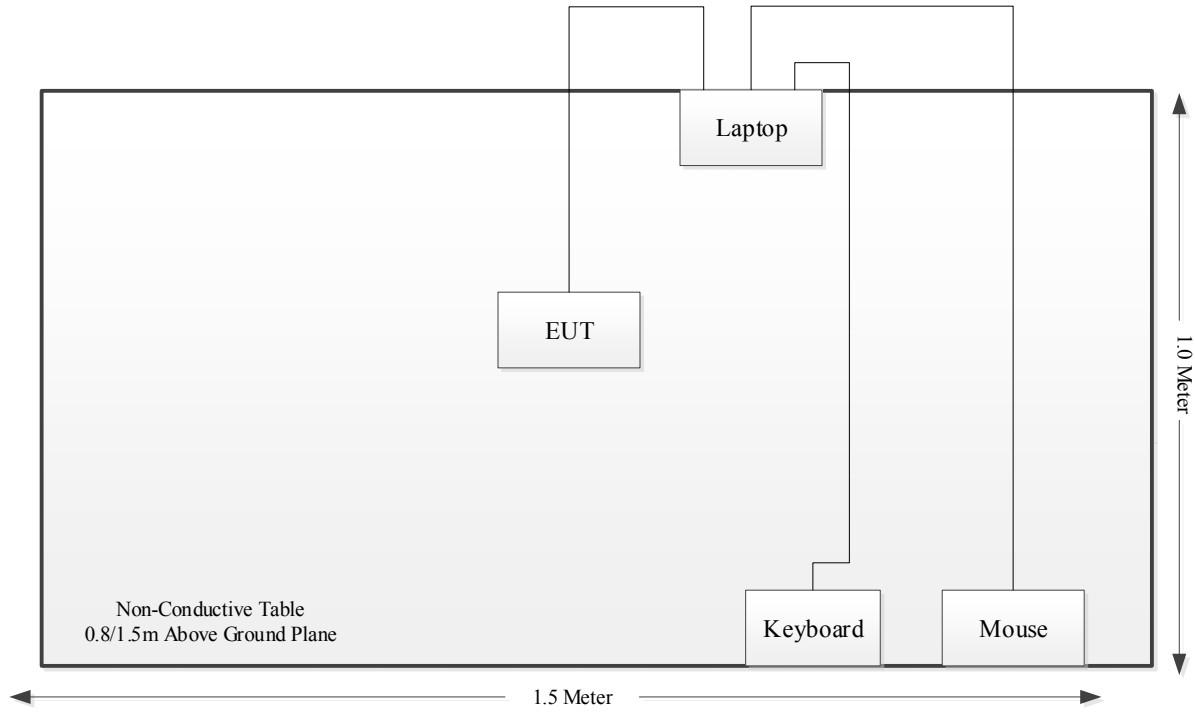 Laptop
EUT
1.0 Meter
Non-Conductive Table
0.8/1.5m Above Ground Plane
Keyboard
Mouse
1.5 Meter